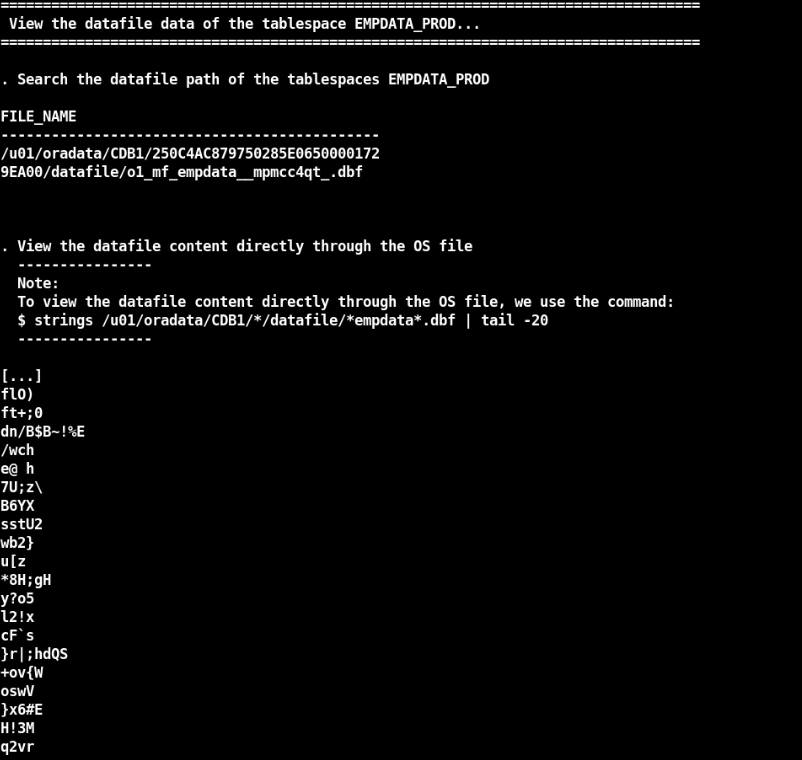 ===================================================================================
View the datafile data of the tablespace EMPDATA_PROD...
===================================================================================
. Search the datafile path of the tablespaces EMPDATA_PROD
FILE_NAME
---------------------------------------------
/u01/oradata/CDB1/250C4AC879750285E0650000172
9EA00/datafile/o1_mf_empdata__mpmcc4qt_.dbf
. View the datafile content directly through the OS file
----------------
Note:
To view the datafile content directly through the OS file, we use the command:
$ strings /u01/oradata/CDB1/*/datafile/*empdata*.dbf | tail -20
----------------
[...]
flO)
ft+;0
dn/B$B~!%E
/wch
e@ h
7U;z\
B6YX
sstU2
wb2}
u[z
*8H;gH
y?o5
l2!x
cF`s
}r|;hdQS
+ov{W
oswV
}x6#E
H!3M
q2vr